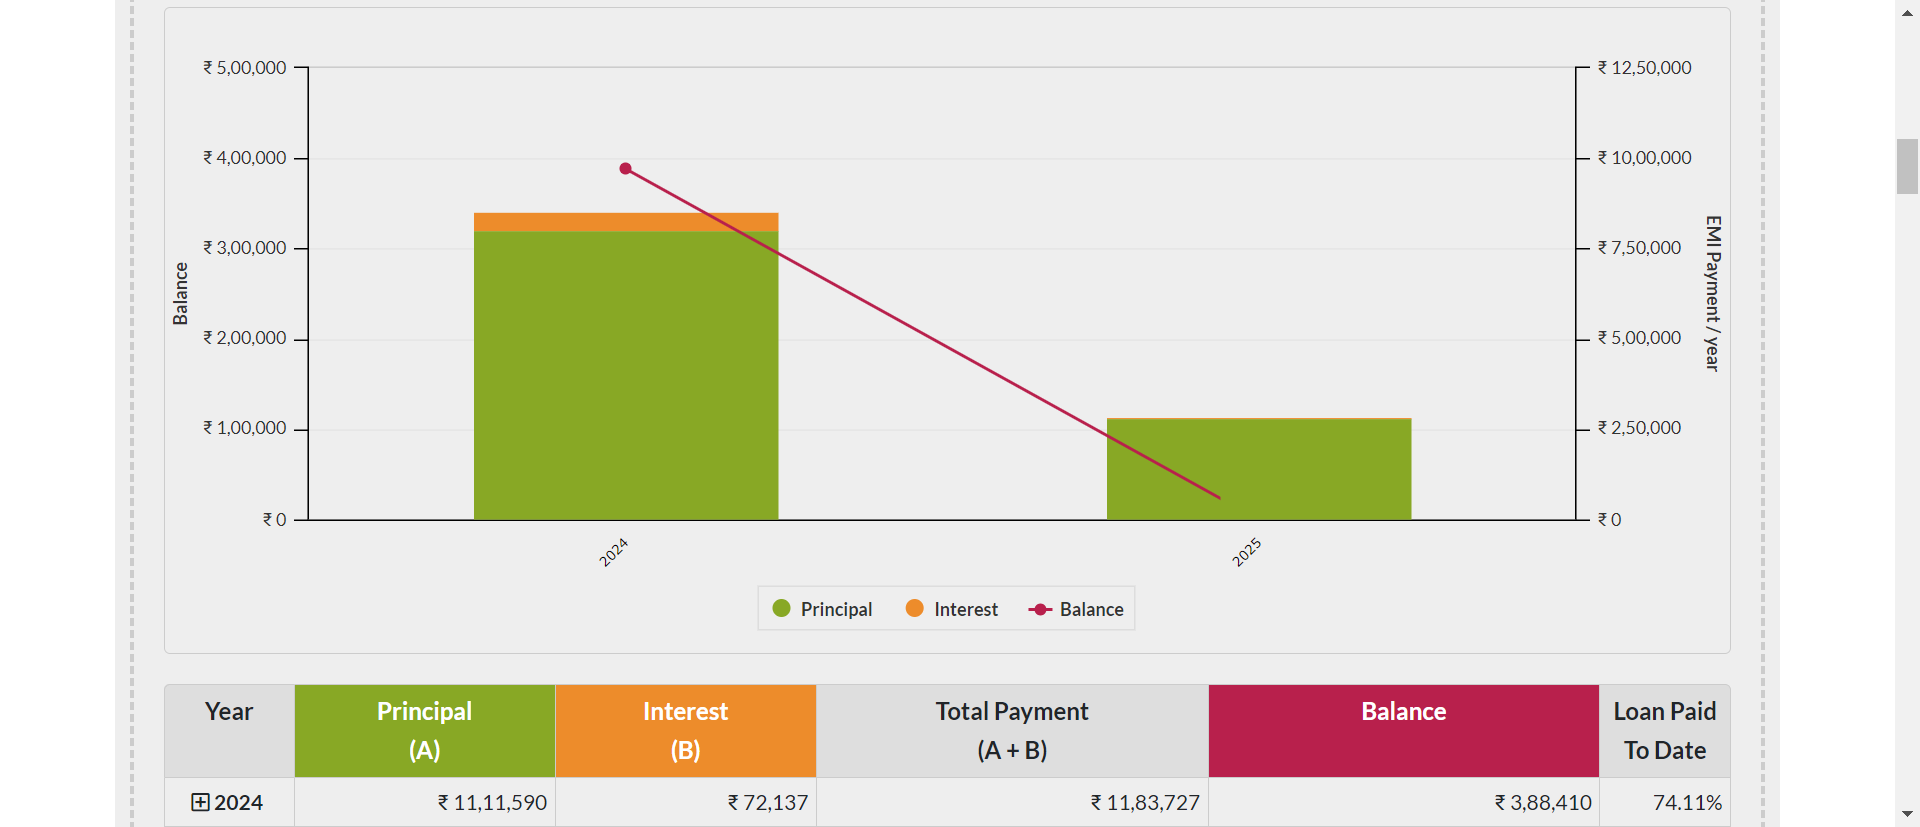 ₹ 5,00,000
₹ 4,00,000
₹ 3,00,000
₹ 2,00,000
₹ 1,00,000
₹ 0
Balance
₹ 12,50,000
₹ 10,00,000
₹ 7,50,000
₹ 5,00,000
₹ 2,50,000
₹ 0
EMI Payment / year
2024
2025
Principal
Interest
Balance
Year
Principal
(A)
Interest
(B)
Total Payment
(A + B)
Balance
Loan Paid
To Date
2024
₹ 11,11,590
₹ 72,137
₹ 11,83,727
₹ 3,88,410
74.11%